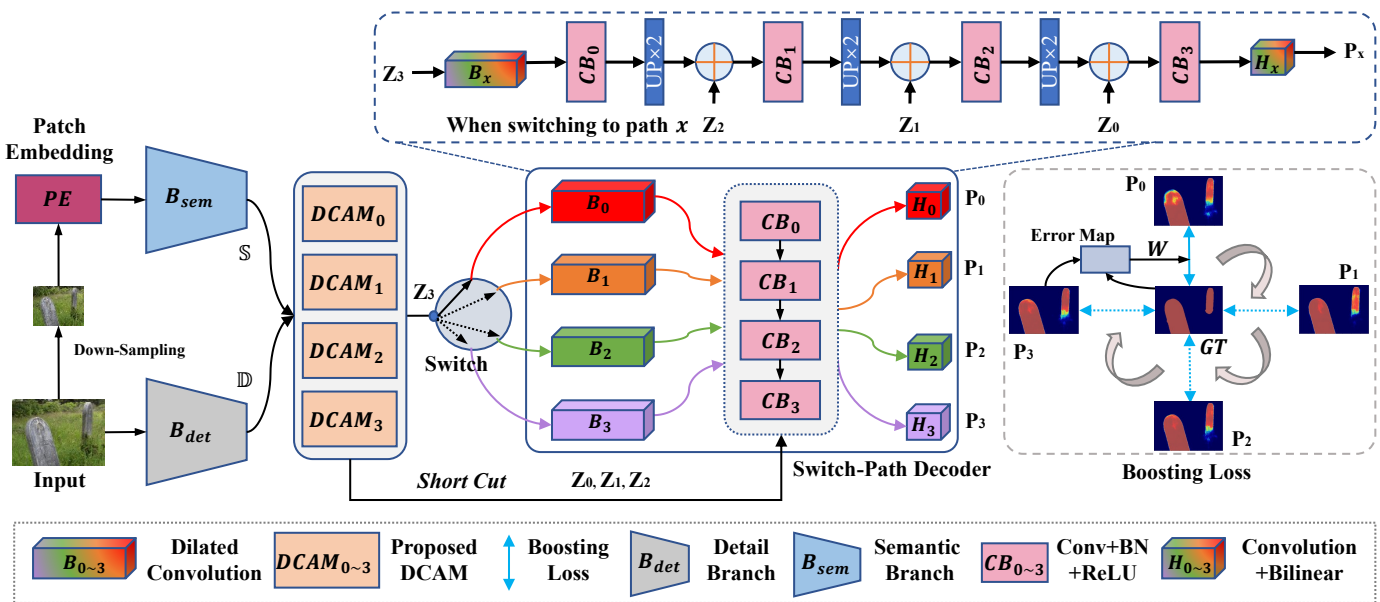 Z₃
Bₓ
CB₀
UP×2
CB₁
UP×2
CB₂
UP×2
CB₃
Hₓ
Pₓ
When switching to path x
Z₂
Z₁
Z₀
Patch
Embedding
PE
B_sem
𝕊
Down-Sampling
𝔻
B_det
Input
DCAM₀
DCAM₁
DCAM₂
DCAM₃
Z₃
Switch
B₀
B₁
B₂
B₃
CB₀
CB₁
CB₂
CB₃
H₀
P₀
H₁
P₁
H₂
P₂
H₃
P₃
Switch-Path Decoder
Short Cut
Z₀, Z₁, Z₂
P₀
Error Map
W
P₁
P₃
GT
P₂
Boosting Loss
B₀~₃
Dilated
Convolution
DCAM₀~₃
Proposed
DCAM
Boosting
Loss
B_det
Detail
Branch
B_sem
Semantic
Branch
CB₀~₃
Conv+BN
+ReLU
H₀~₃
Convolution
+Bilinear